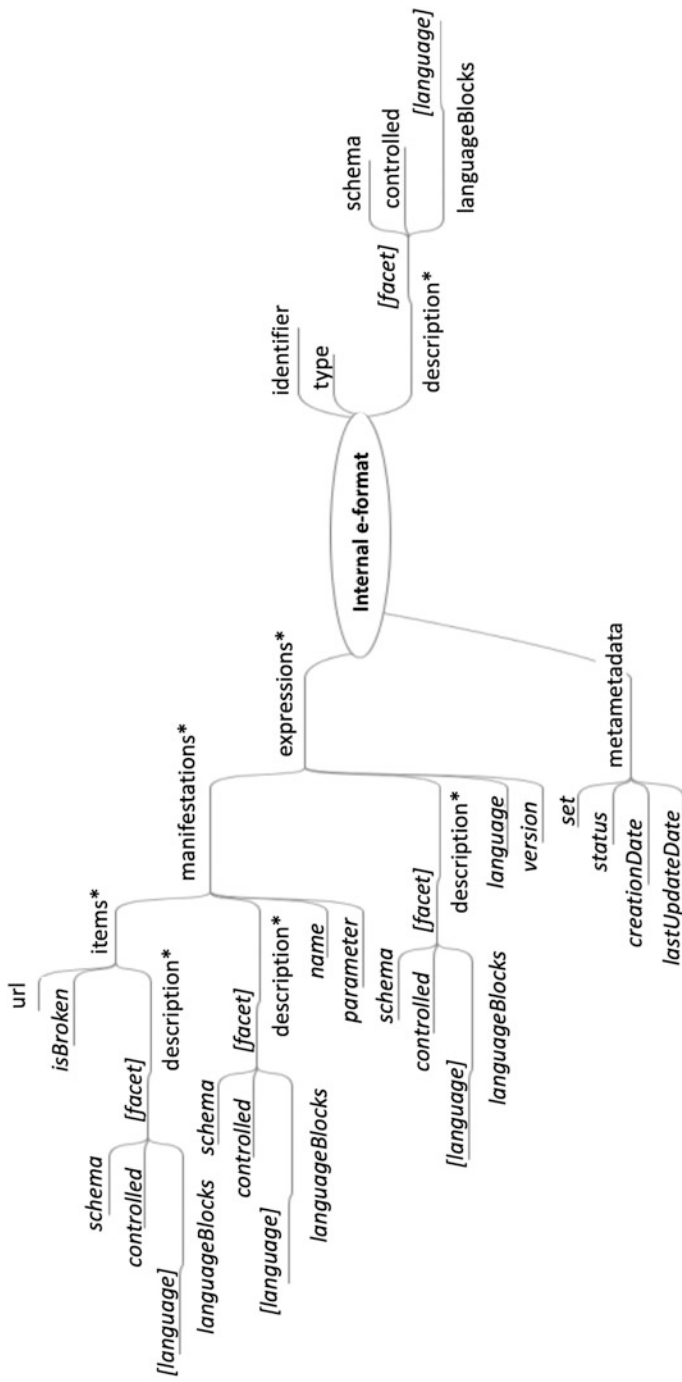 url
isBroken
items*
schema
controlled
[facet]
description*
[language]
languageBlocks
manifestations*
schema
controlled
[facet]
description*
[language]
languageBlocks
name
parameter
expressions*
schema
controlled
[facet]
description*
[language]
languageBlocks
language
version
Internal e-format
metametadata
set
status
creationDate
lastUpdateDate
identifier
type
[facet]
description*
schema
controlled
[language]
languageBlocks